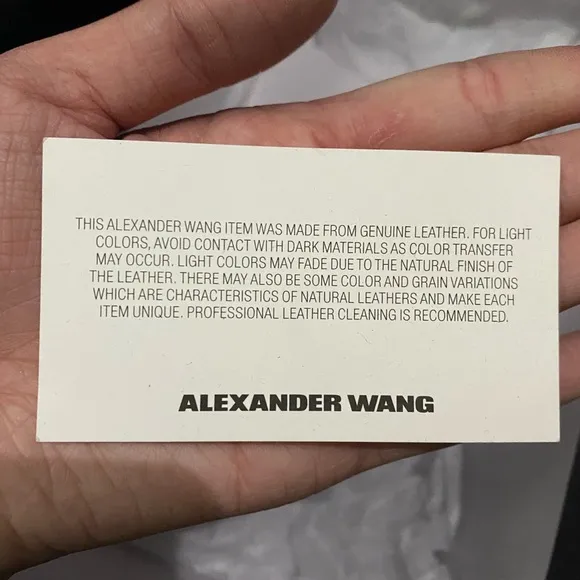 THIS ALEXANDER WANG ITEM WAS MADE FROM GENUINE LEATHER. FOR LIGHT
COLORS, AVOID CONTACT WITH DARK MATERIALS AS COLOR TRANSFER
MAY OCCUR. LIGHT COLORS MAY FADE DUE TO THE NATURAL FINISH OF
THE LEATHER. THERE MAY ALSO BE SOME COLOR AND GRAIN VARIATIONS
WHICH ARE CHARACTERISTICS OF NATURAL LEATHERS AND MAKE EACH
ITEM UNIQUE. PROFESSIONAL LEATHER CLEANING IS RECOMMENDED.
ALEXANDER WANG